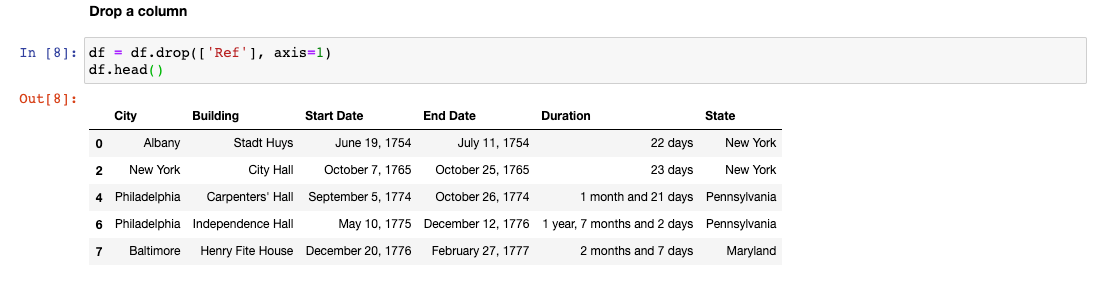 Drop a column
In [8]: df = df.drop(['Ref'], axis=1)
df.head()
Out[8]:
City Building Start Date End Date Duration State
0 Albany Stadt Huys June 19, 1754 July 11, 1754 22 days New York
2 New York City Hall October 7, 1765 October 25, 1765 23 days New York
4 Philadelphia Carpenters' Hall September 5, 1774 October 26, 1774 1 month and 21 days Pennsylvania
6 Philadelphia Independence Hall May 10, 1775 December 12, 1776 1 year, 7 months and 2 days Pennsylvania
7 Baltimore Henry Fite House December 20, 1776 February 27, 1777 2 months and 7 days Maryland